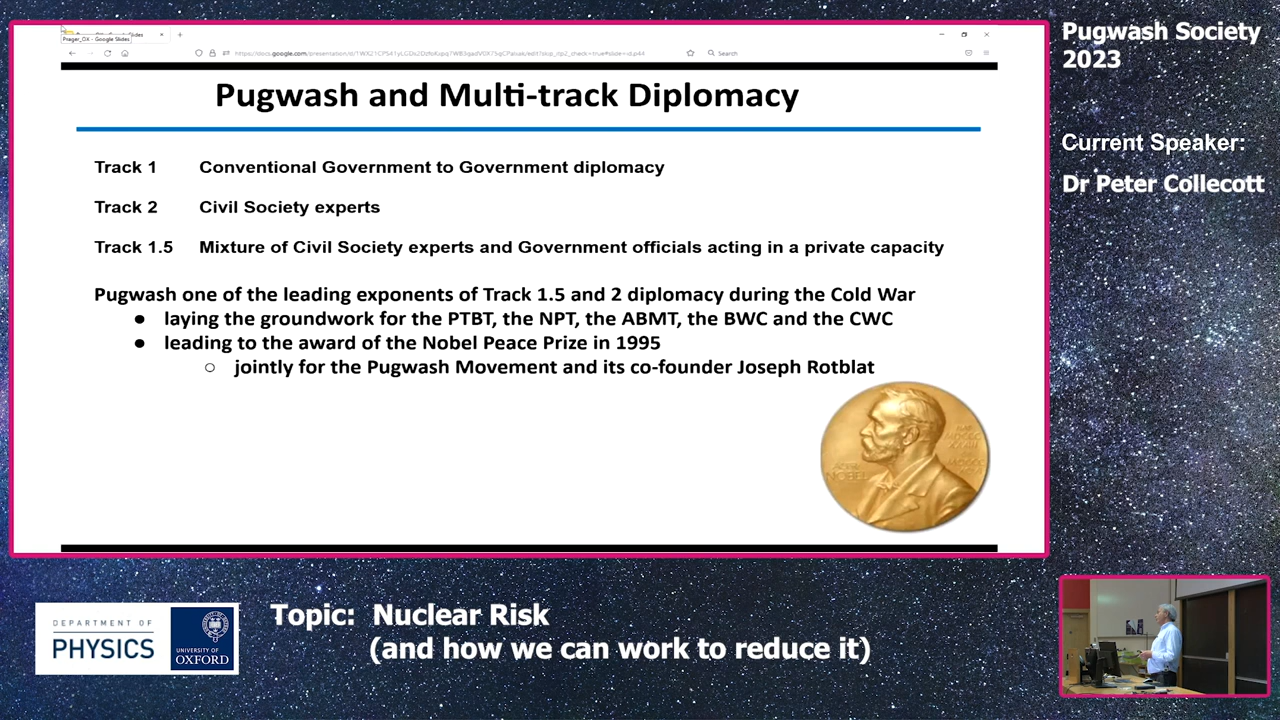 Prager_OX - Google Slides
Search
Pugwash and Multi-track Diplomacy
Track 1 Conventional Government to Government diplomacy
Track 2 Civil Society experts
Track 1.5 Mixture of Civil Society experts and Government officials acting in a private capacity
Pugwash one of the leading exponents of Track 1.5 and 2 diplomacy during the Cold War
● laying the groundwork for the PTBT, the NPT, the ABMT, the BWC and the CWC
● leading to the award of the Nobel Peace Prize in 1995
○ jointly for the Pugwash Movement and its co-founder Joseph Rotblat
Pugwash Society
2023
Current Speaker:
Dr Peter Collecott
DEPARTMENT OF
PHYSICS
UNIVERSITY OF
OXFORD
Topic: Nuclear Risk
(and how we can work to reduce it)